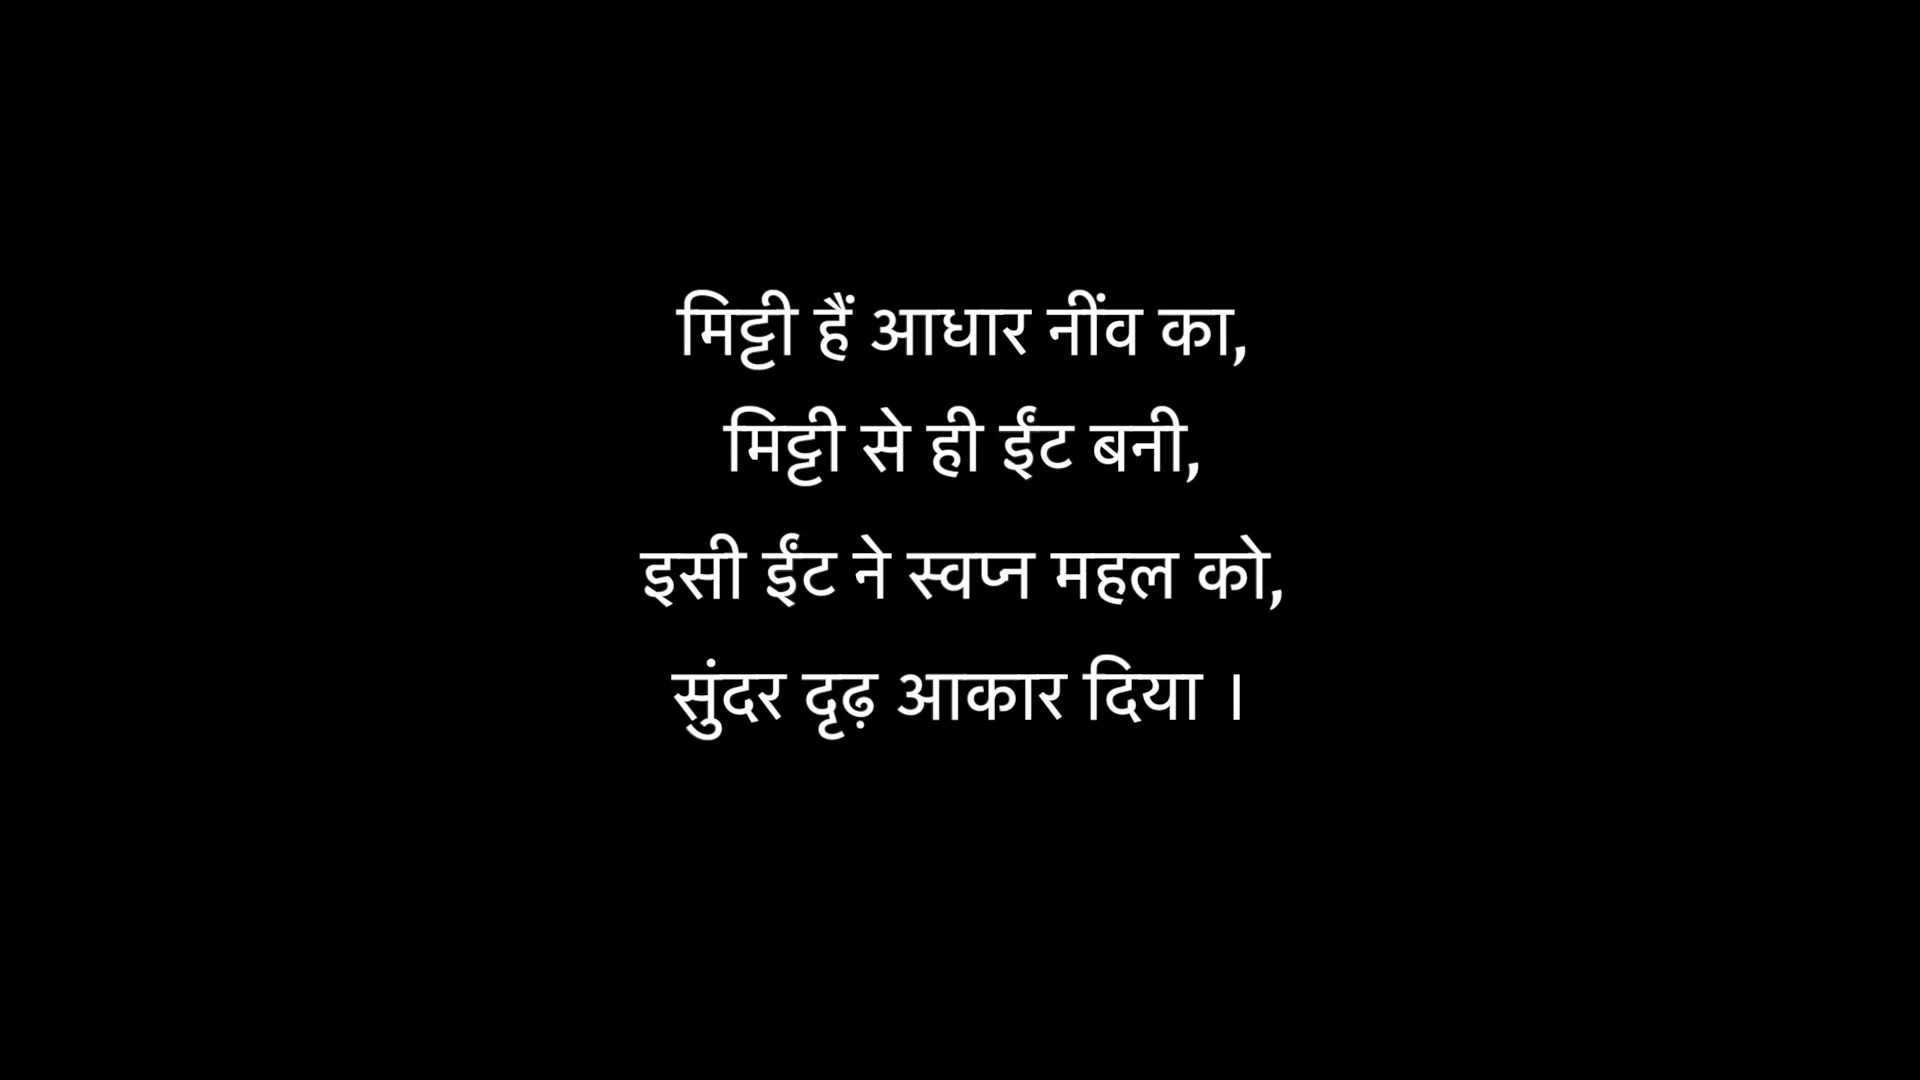 मिट्टी हैं आधार नींव का,
मिट्टी से ही ईंट बनी,
इसी ईंट ने स्वप्न महल को,
सुंदर दृढ़ आकार दिया ।